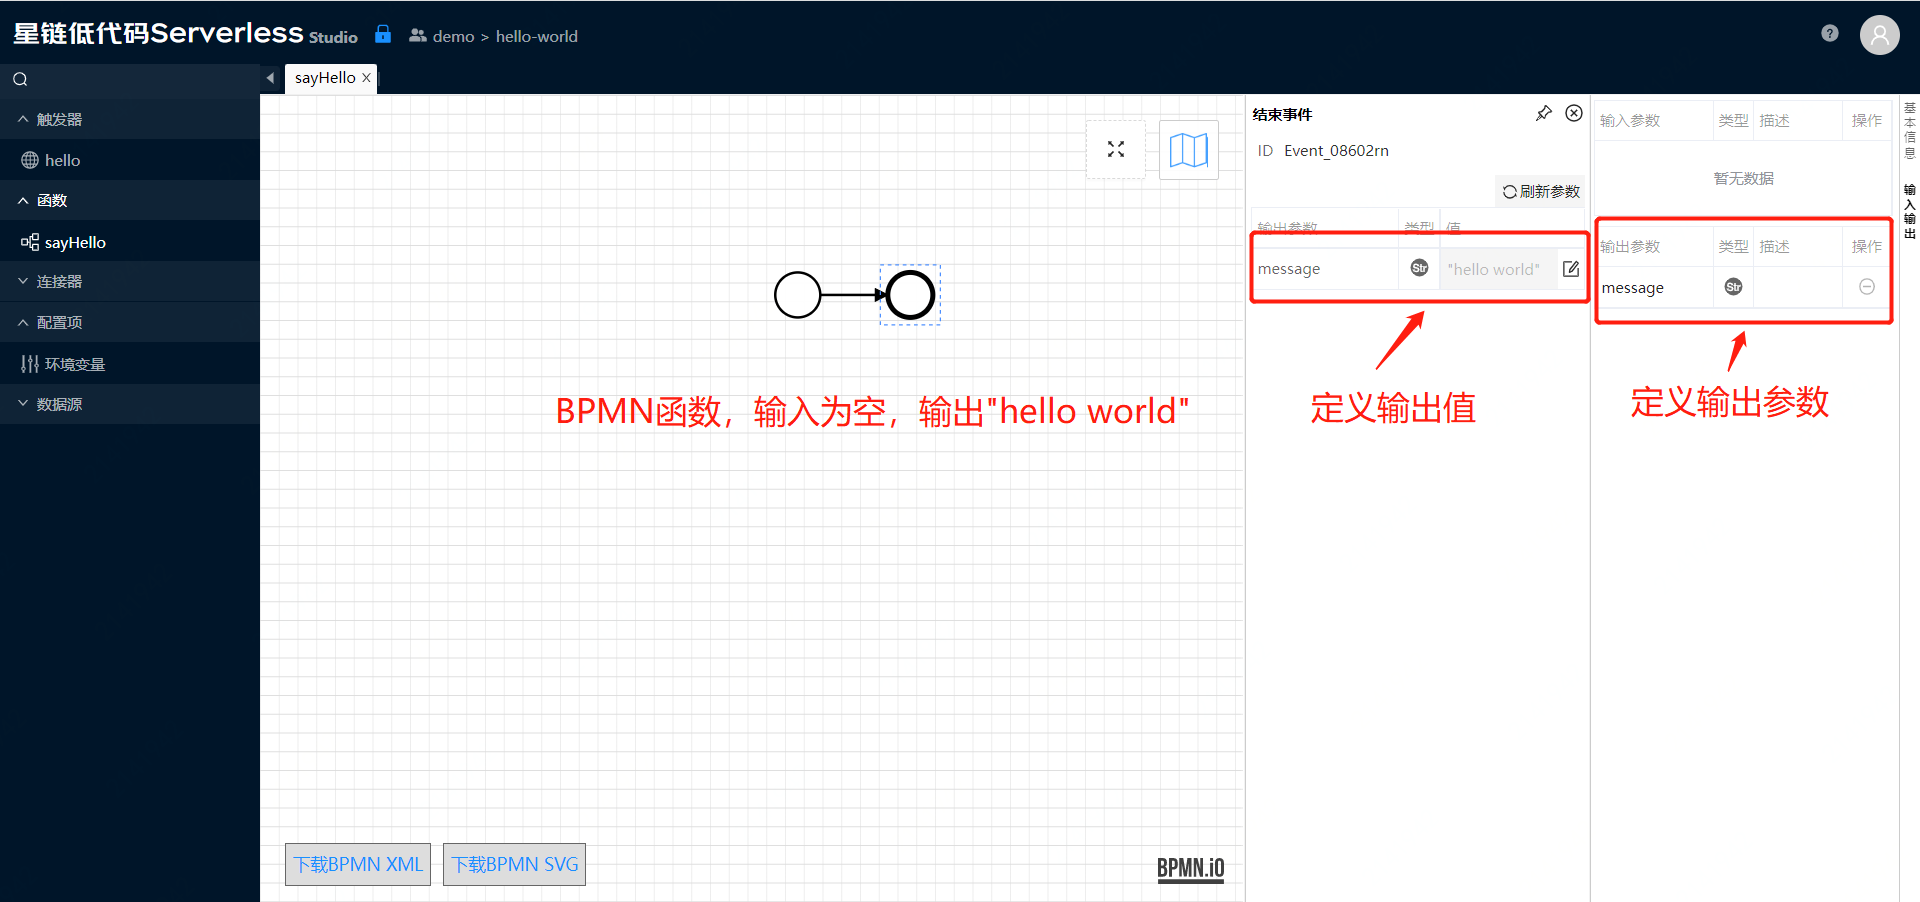 星链低代码Serverless Studio demo > hello-world
sayHello X
触发器
hello
函数
sayHello
连接器
配置项
环境变量
数据源
BPMN函数，输入为空，输出"hello world"
下载BPMN XML 下载BPMN SVG
BPMN.iO
结束事件
ID Event_08602rn
刷新参数
输出参数 类型 值
message Str "hello world"
定义输出值
输入参数 类型 描述 操作
暂无数据
输出参数 类型 描述 操作
message Str
定义输出参数
基本信息
输入输出